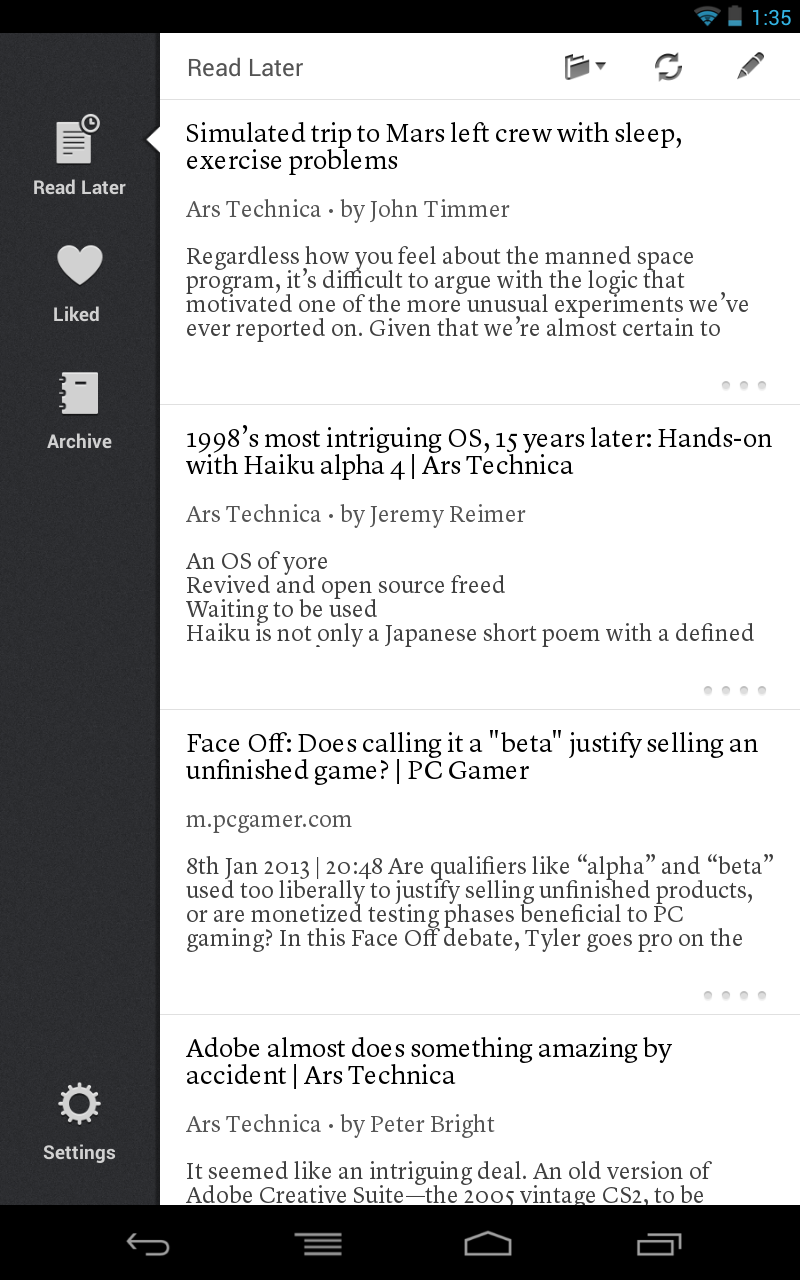 1:35
Read Later
Read Later
Liked
Archive
Settings
Simulated trip to Mars left crew with sleep,
exercise problems
Ars Technica • by John Timmer
Regardless how you feel about the manned space
program, it’s difficult to argue with the logic that
motivated one of the more unusual experiments we’ve
ever reported on. Given that we’re almost certain to
1998’s most intriguing OS, 15 years later: Hands-on
with Haiku alpha 4 | Ars Technica
Ars Technica • by Jeremy Reimer
An OS of yore
Revived and open source freed
Waiting to be used
Haiku is not only a Japanese short poem with a defined
Face Off: Does calling it a "beta" justify selling an
unfinished game? | PC Gamer
m.pcgamer.com
8th Jan 2013 | 20:48 Are qualifiers like “alpha” and “beta”
used too liberally to justify selling unfinished products,
or are monetized testing phases beneficial to PC
gaming? In this Face Off debate, Tyler goes pro on the
Adobe almost does something amazing by
accident | Ars Technica
Ars Technica • by Peter Bright
It seemed like an intriguing deal. An old version of
Adobe Creative Suite—the 2005 vintage CS2, to be